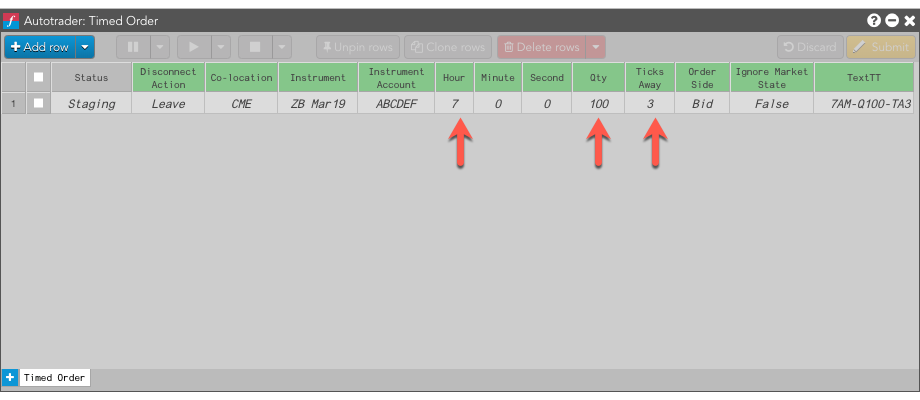 f Autotrader: Timed Order
+ Add row Unpin rows Clone rows Delete rows Discard Submit
Status Disconnect Action Co-location Instrument Instrument Account Hour Minute Second Qty Ticks Away Order Side Ignore Market State TextTT
1 Staging Leave CME ZB Mar19 ABCDEF 7 0 0 100 3 Bid False 7AM-Q100-TA3
+ Timed Order